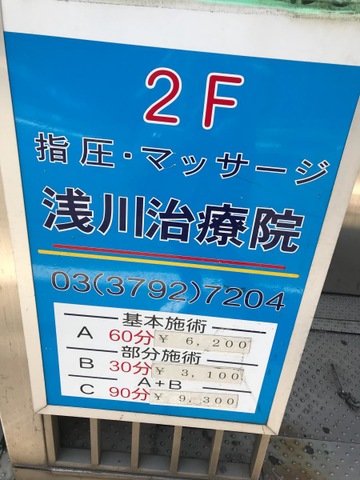 2F
指圧・マッサージ
浅川治療院
03(3792)7204
基本施術
A 60分 ¥ 6,200
部分施術
B 30分 ¥ 3,100
A+B
C 90分 ¥ 9,300